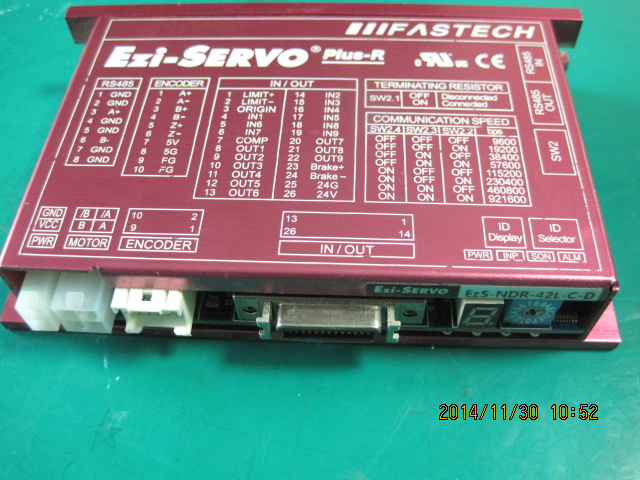 FASTECH
Ezi-SERVO® Plus-R
c RU us CE
RS485 IN
RS485 OUT
SW2
RS485
1 GND
2 GND
3 A+
4 GND
5 GND
6 B-
7 GND
8 GND
ENCODER
1 A+
2 A-
3 B+
4 B-
5 Z+
6 Z-
7 5V
8 5G
9 FG
10 FG
IN / OUT
1 LIMIT+ 14 IN2
2 LIMIT- 15 IN3
3 ORIGIN 16 IN4
4 IN1 17 IN5
5 IN6 18 IN8
6 IN7 19 IN9
7 COMP 20 OUT7
8 OUT1 21 OUT8
9 OUT2 22 OUT9
10 OUT3 23 Brake+
11 OUT4 24 Brake-
12 OUT5 25 24G
13 OUT6 26 24V
TERMINATING RESISTOR
SW2.1 OFF Disconnected
ON Connected
COMMUNICATION SPEED
SW2.4 SW2.3 SW2.2 bps
OFF OFF OFF 9600
OFF OFF ON 19200
OFF ON OFF 38400
OFF ON ON 57600
ON OFF OFF 115200
ON OFF ON 230400
ON ON OFF 460800
ON ON ON 921600
GND /B /A
VCC B A
PWR MOTOR
10 2
9 1
ENCODER
13 1
26 14
IN / OUT
ID Display
ID Selector
PWR INP SON ALM
Ezi-SERVO
EzS-NDR-42L-C-D
2014/11/30 10:52